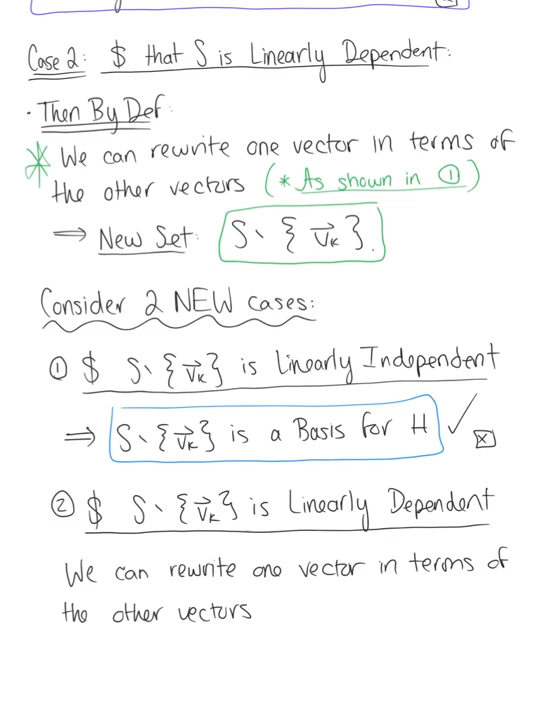 Case 2: $ that S is Linearly Dependent:
· Then By Def:
* We can rewrite one vector in terms of
the other vectors (* As shown in ①)
⟹ New Set: S \ { v⃗ₖ }.
Consider 2 NEW cases:
① $ S \ { v⃗ₖ } is Linearly Independent
⟹ S \ { v⃗ₖ } is a Basis for H ✓ ☒
② $ S \ { v⃗ₖ } is Linearly Dependent
We can rewrite one vector in terms of
the other vectors